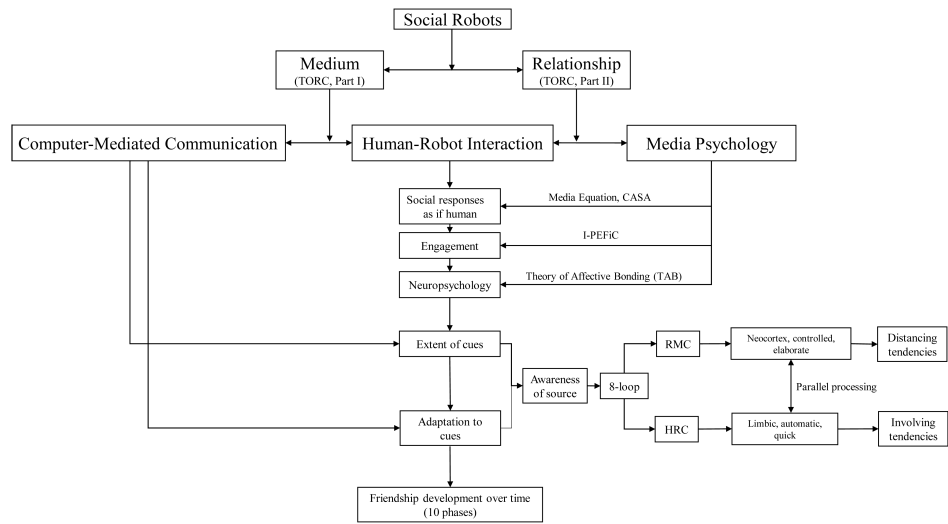 Social Robots
Medium
(TORC, Part I)
Relationship
(TORC, Part II)
Computer-Mediated Communication
Human-Robot Interaction
Media Psychology
Social responses
as if human
Media Equation, CASA
Engagement
I-PEFiC
Neuropsychology
Theory of Affective Bonding (TAB)
Extent of cues
Awareness
of source
8-loop
RMC
Neocortex, controlled,
elaborate
Distancing
tendencies
Parallel processing
Adaptation to
cues
HRC
Limbic, automatic,
quick
Involving
tendencies
Friendship development over time
(10 phases)